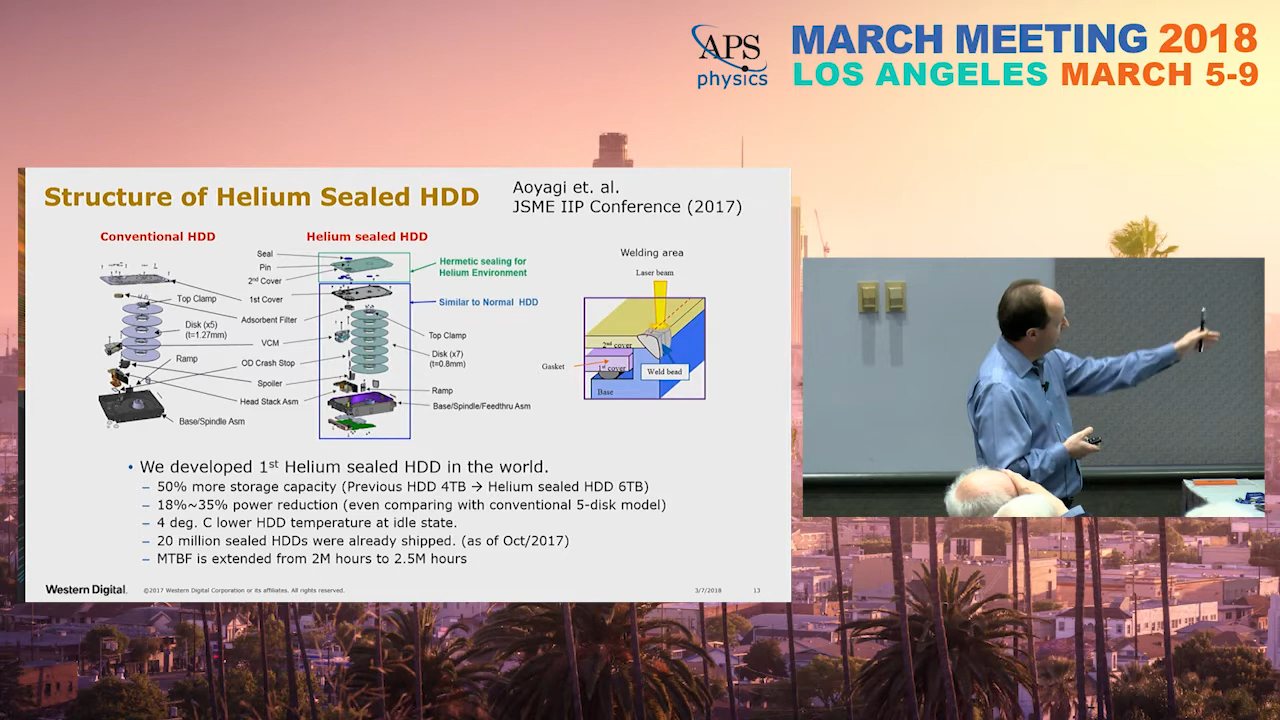 APS
physics
MARCH MEETING 2018
LOS ANGELES MARCH 5-9
Structure of Helium Sealed HDD
Aoyagi et. al.
JSME IIP Conference (2017)
Conventional HDD
Helium sealed HDD
Seal
Pin
2nd Cover
1st Cover
Top Clamp
Adsorbent Filter
Disk (x5)
(t=1.27mm)
VCM
Ramp
OD Crash Stop
Spoiler
Head Stack Asm
Base/Spindle Asm
Hermetic sealing for
Helium Environment
Similar to Normal HDD
Top Clamp
Disk (x7)
(t=0.8mm)
Ramp
Base/Spindle/Feedthru Asm
Welding area
Laser beam
2nd cover
Gasket
1st cover
Weld bead
Base
• We developed 1st Helium sealed HDD in the world.
– 50% more storage capacity (Previous HDD 4TB → Helium sealed HDD 6TB)
– 18%~35% power reduction (even comparing with conventional 5-disk model)
– 4 deg. C lower HDD temperature at idle state.
– 20 million sealed HDDs were already shipped. (as of Oct/2017)
– MTBF is extended from 2M hours to 2.5M hours
Western Digital.
©2017 Western Digital Corporation or its affiliates. All rights reserved.
3/7/2018
13